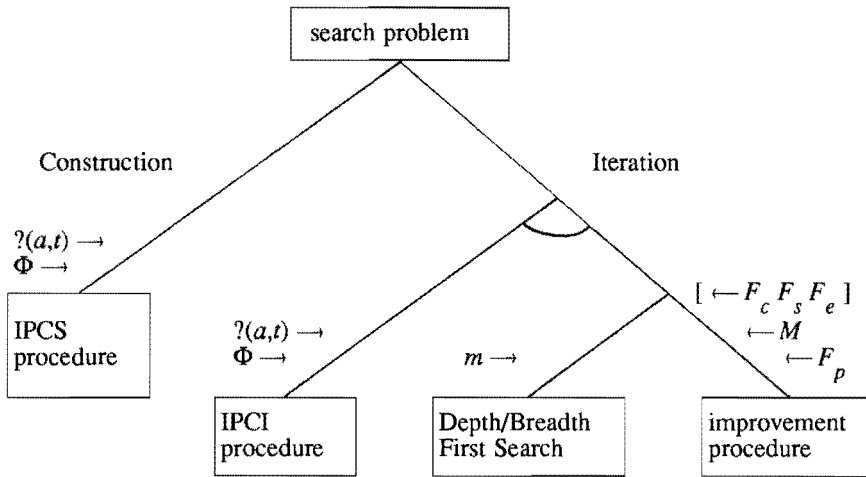 search problem
Construction
Iteration
?(a,t) →
Φ →
[ ← F_c F_s F_e ]
← M
← F_p
IPCS
procedure
?(a,t) →
Φ →
m →
IPCI
procedure
Depth/Breadth
First Search
improvement
procedure